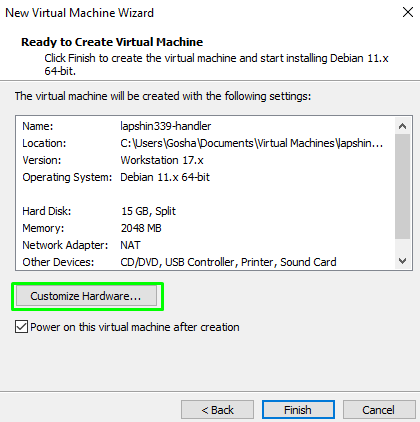 New Virtual Machine Wizard
Ready to Create Virtual Machine
Click Finish to create the virtual machine and start installing Debian 11.x
64-bit.
The virtual machine will be created with the following settings:
Name: lapshin339-handler
Location: C:\Users\Gosha\Documents\Virtual Machines\lapshin...
Version: Workstation 17.x
Operating System: Debian 11.x 64-bit
Hard Disk: 15 GB, Split
Memory: 2048 MB
Network Adapter: NAT
Other Devices: CD/DVD, USB Controller, Printer, Sound Card
Customize Hardware...
Power on this virtual machine after creation
< Back Finish Cancel